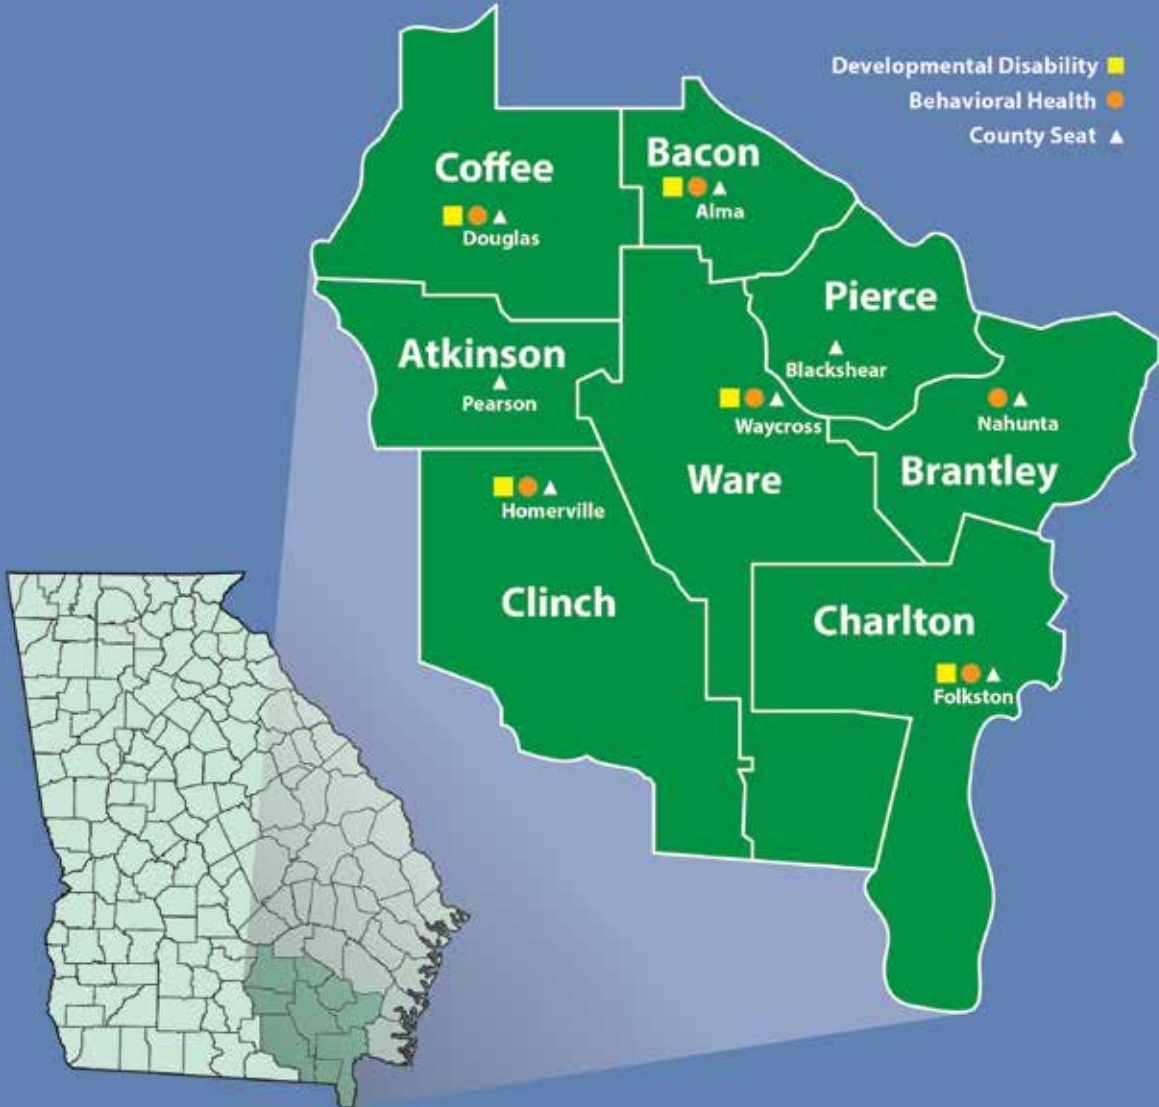 Developmental Disability
Behavioral Health
County Seat
Coffee
Douglas
Bacon
Alma
Pierce
Blackshear
Atkinson
Pearson
Waycross
Ware
Nahunta
Brantley
Homerville
Clinch
Charlton
Folkston